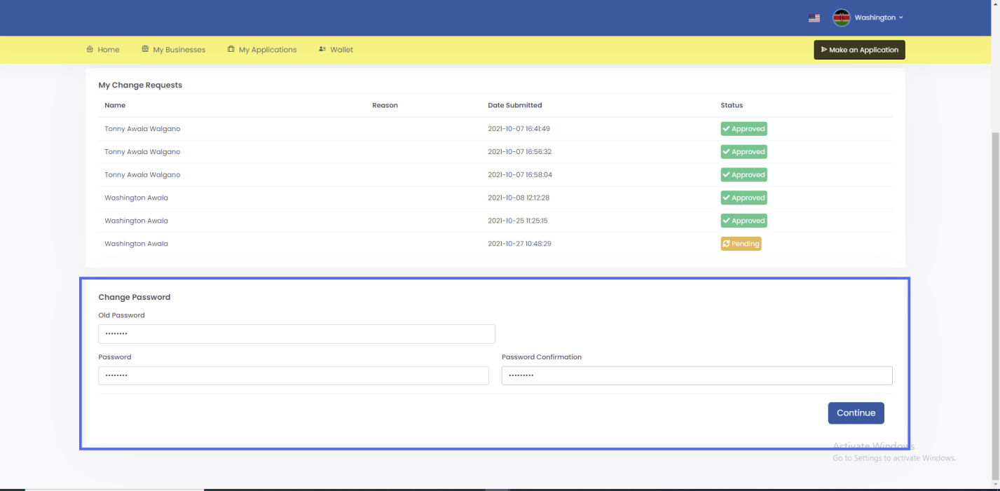 Washington
Home My Businesses My Applications Wallet Make an Application
My Change Requests
Name Reason Date Submitted Status
Tonny Awala Walgano 2021-10-07 16:41:49 Approved
Tonny Awala Walgano 2021-10-07 16:56:32 Approved
Tonny Awala Walgano 2021-10-07 16:58:04 Approved
Washington Awala 2021-10-08 12:12:28 Approved
Washington Awala 2021-10-25 11:25:15 Approved
Washington Awala 2021-10-27 10:48:29 Pending
Change Password
Old Password
••••••••
Password Password Confirmation
•••••••• •••••••••
Continue
Activate Windows
Go to Settings to activate Windows.